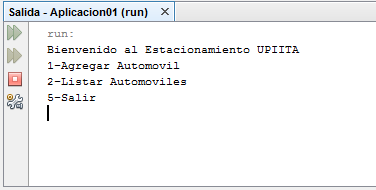 Salida - Aplicacion01 (run)
run:
Bienvenido al Estacionamiento UPIITA
1-Agregar Automovil
2-Listar Automoviles
5-Salir